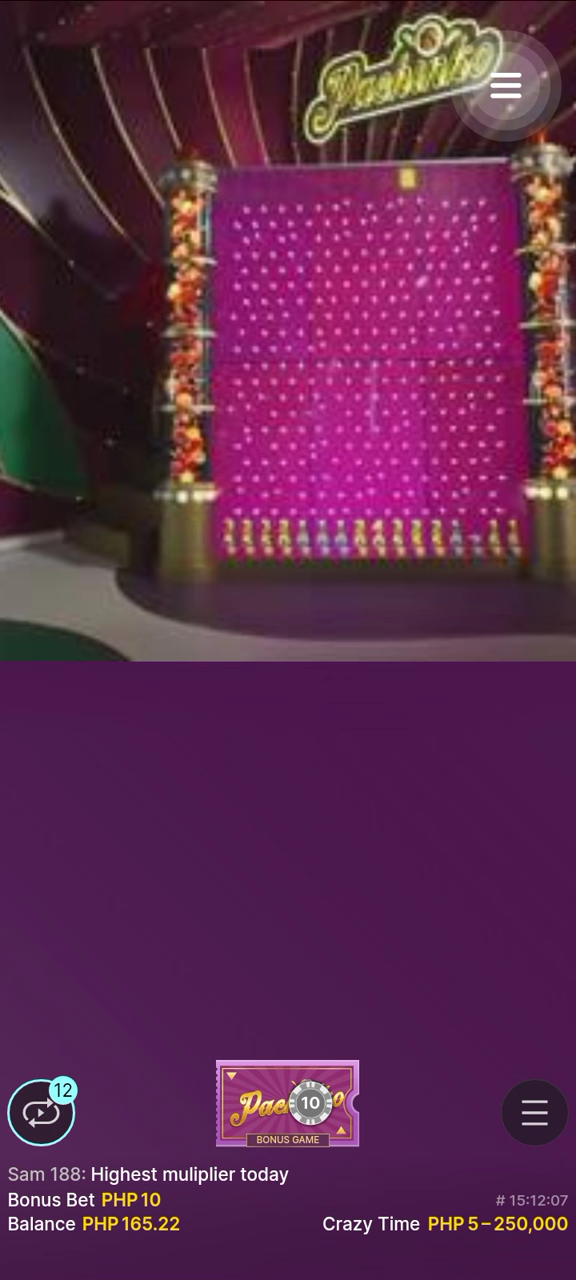 Pachinko
12
10
BONUS GAME
Sam 188: Highest muliplier today
Bonus Bet PHP 10
# 15:12:07
Balance PHP 165.22
Crazy Time PHP 5–250,000